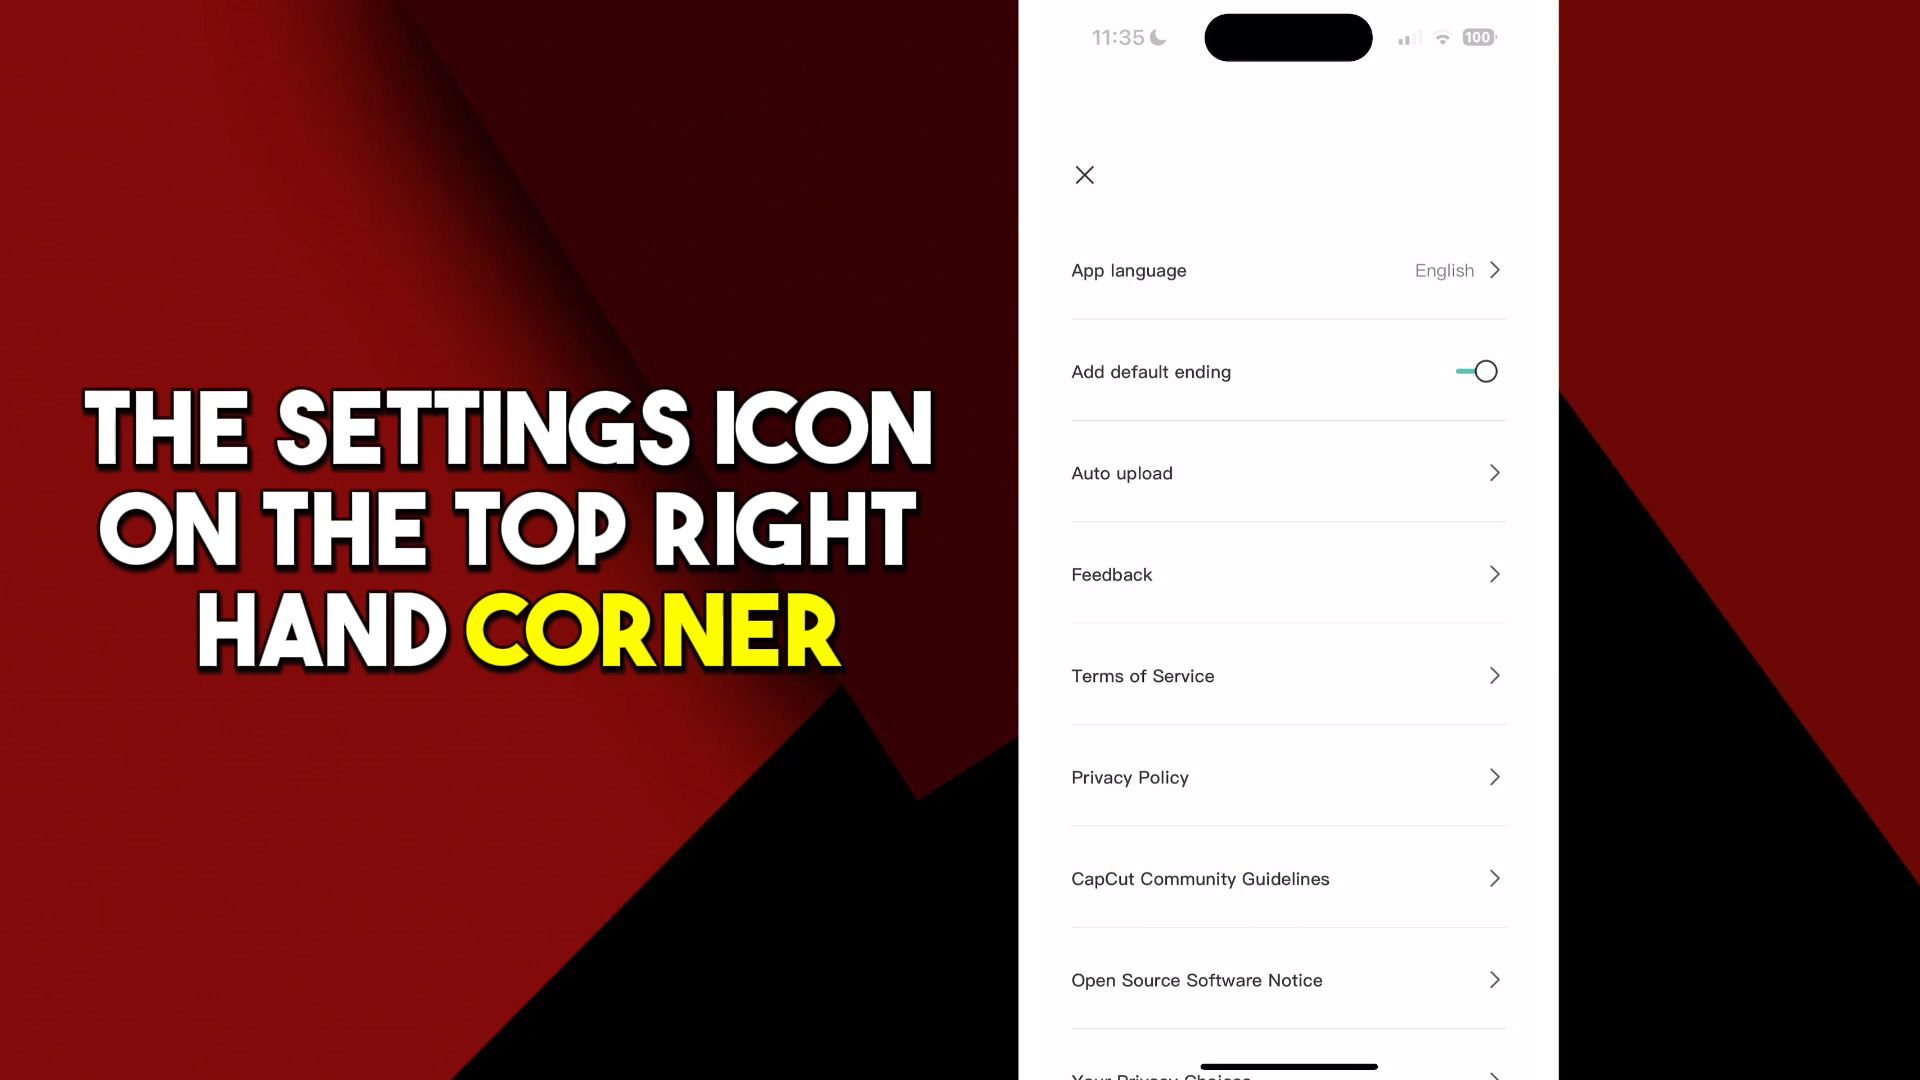 THE SETTINGS ICON
ON THE TOP RIGHT
HAND CORNER
11:35
100
App language
English
Add default ending
Auto upload
Feedback
Terms of Service
Privacy Policy
CapCut Community Guidelines
Open Source Software Notice
Your Privacy Choices